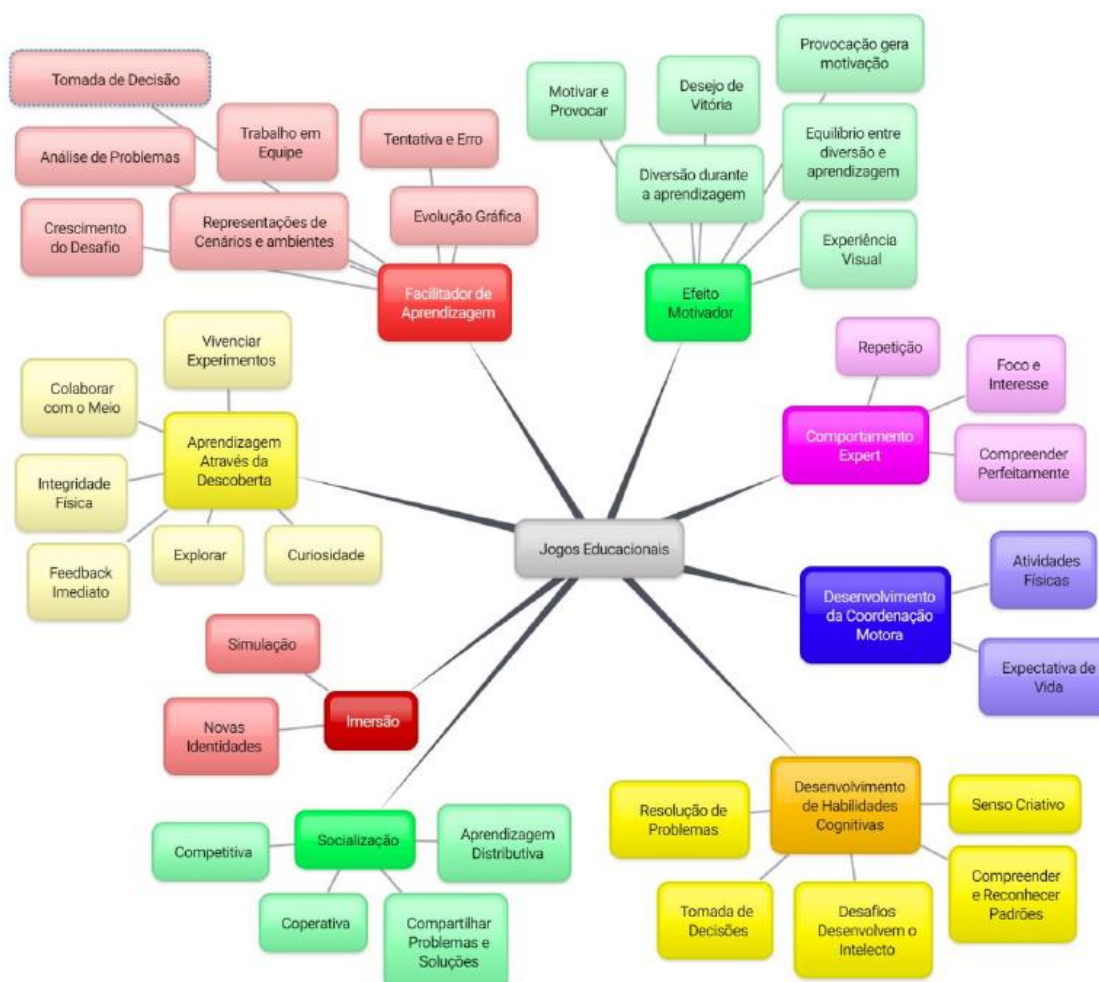 Tomada de Decisão
Análise de Problemas
Trabalho em
Equipe
Crescimento
do Desafio
Representações de
Cenários e ambientes
Tentativa e Erro
Evolução Gráfica
Facilitador de
Aprendizagem
Motivar e
Provocar
Desejo de
Vitória
Provocação gera
motivação
Diversão durante
a aprendizagem
Equilíbrio entre
diversão e
aprendizagem
Experiência
Visual
Efeito
Motivador
Vivenciar
Experimentos
Colaborar
com o Meio
Integridade
Física
Feedback
Imediato
Explorar
Curiosidade
Aprendizagem
Através da
Descoberta
Repetição
Foco e
Interesse
Compreender
Perfeitamente
Comportamento
Expert
Jogos Educacionais
Atividades
Físicas
Expectativa de
Vida
Desenvolvimento
da Coordenação
Motora
Simulação
Novas
Identidades
Imersão
Socialização
Competitiva
Coperativa
Compartilhar
Problemas e
Soluções
Aprendizagem
Distributiva
Desenvolvimento
de Habilidades
Cognitivas
Resolução de
Problemas
Tomada de
Decisões
Desafios
Desenvolvem o
Intelecto
Senso Criativo
Compreender
e Reconhecer
Padrões